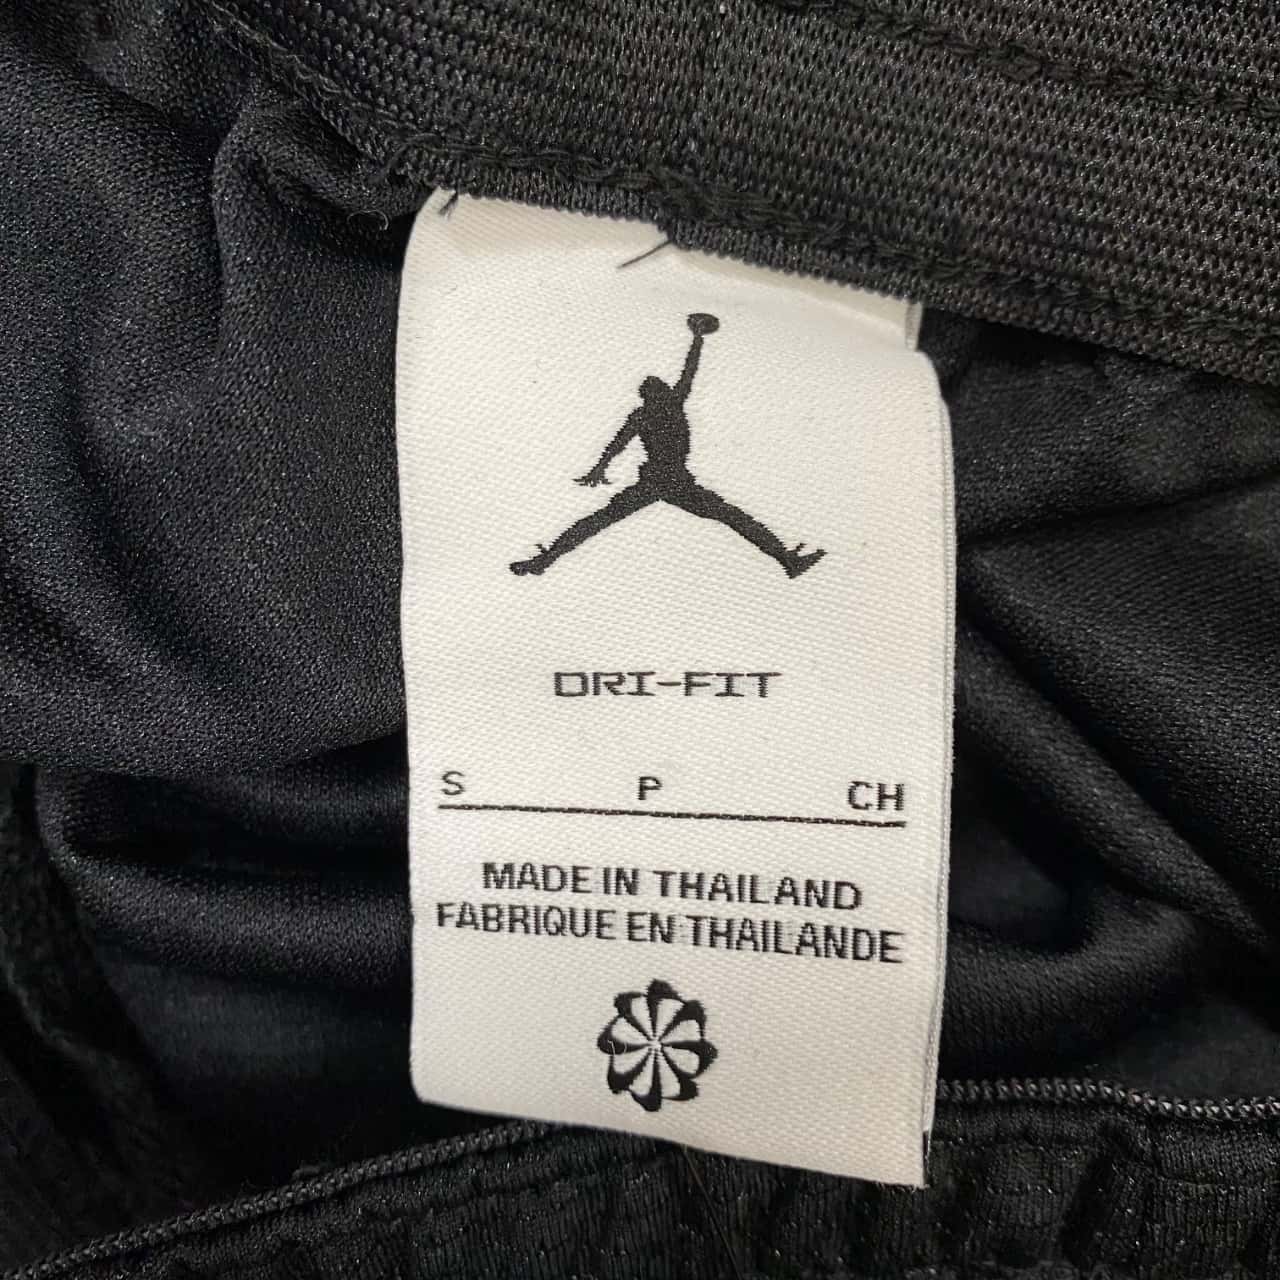 DRI-FIT
S P CH
MADE IN THAILAND
FABRIQUE EN THAILANDE